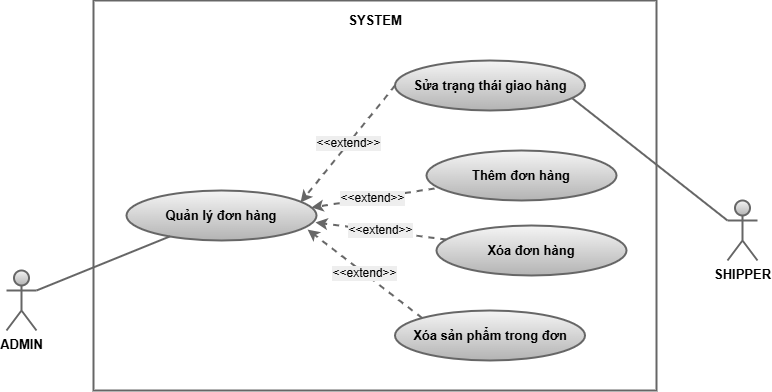 SYSTEM
Sửa trạng thái giao hàng
<<extend>>
Thêm đơn hàng
<<extend>>
Quản lý đơn hàng
<<extend>>
Xóa đơn hàng
SHIPPER
<<extend>>
Xóa sản phẩm trong đơn
ADMIN